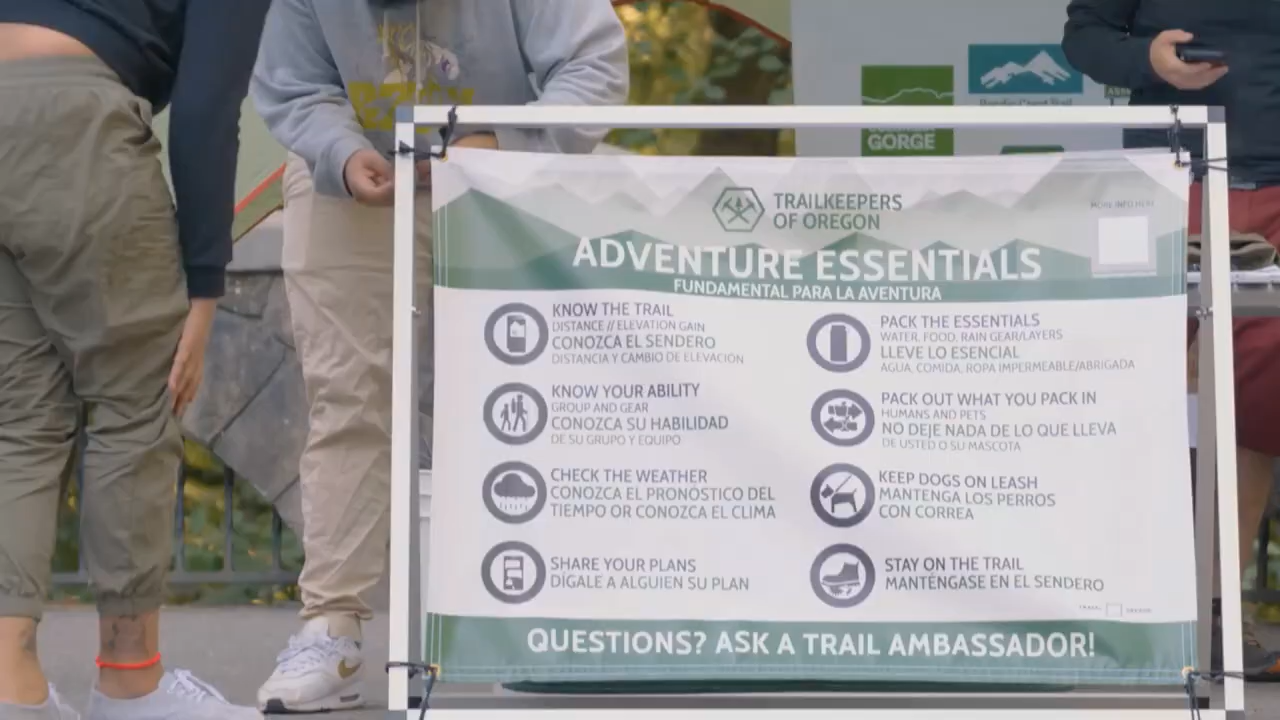 GORGE
TRAILKEEPERS
OF OREGON
MORE INFO HERE
ADVENTURE ESSENTIALS
FUNDAMENTAL PARA LA AVENTURA
KNOW THE TRAIL
DISTANCE // ELEVATION GAIN
CONOZCA EL SENDERO
DISTANCIA Y CAMBIO DE ELEVACIÓN
KNOW YOUR ABILITY
GROUP AND GEAR
CONOZCA SU HABILIDAD
DE SU GRUPO Y EQUIPO
CHECK THE WEATHER
CONOZCA EL PRONÓSTICO DEL
TIEMPO OR CONOZCA EL CLIMA
SHARE YOUR PLANS
DÍGALE A ALGUIEN SU PLAN
PACK THE ESSENTIALS
WATER, FOOD, RAIN GEAR/LAYERS
LLEVE LO ESENCIAL
AGUA, COMIDA, ROPA IMPERMEABLE/ABRIGADA
PACK OUT WHAT YOU PACK IN
HUMANS AND PETS
NO DEJE NADA DE LO QUE LLEVA
DE USTED O SU MASCOTA
KEEP DOGS ON LEASH
MANTENGA LOS PERROS
CON CORREA
STAY ON THE TRAIL
MANTÉNGASE EN EL SENDERO
QUESTIONS? ASK A TRAIL AMBASSADOR!